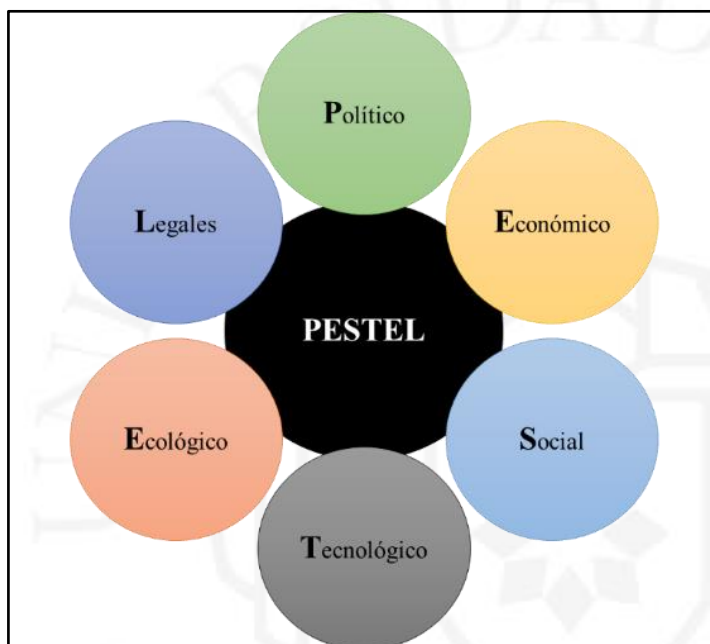 Político
Legales
Económico
PESTEL
Ecológico
Social
Tecnológico